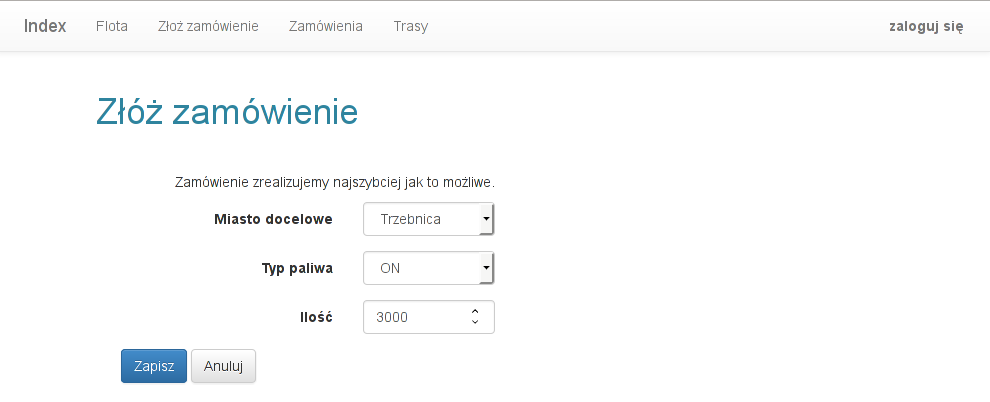 Index Flota Złoż zamówienie Zamówienia Trasy zaloguj się
Złóż zamówienie
Zamówienie zrealizujemy najszybciej jak to możliwe.
Miasto docelowe Trzebnica
Typ paliwa ON
Ilość 3000
Zapisz Anuluj